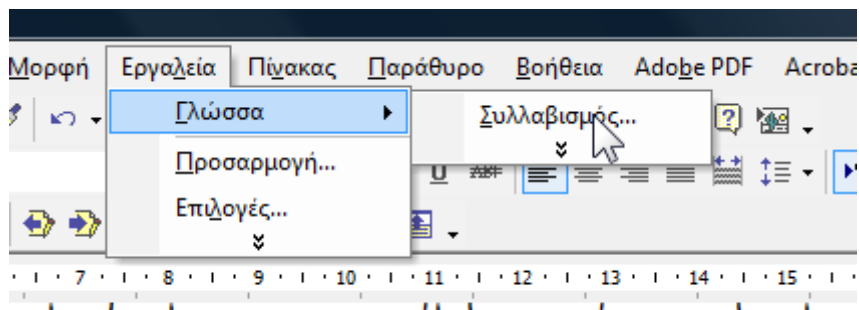 Μορφή Εργαλεία Πίνακας Παράθυρο Βοήθεια Adobe PDF
Γλώσσα Συλλαβισμός...
Προσαρμογή...
Επιλογές...
7 8 9 10 11 12 13 14 15